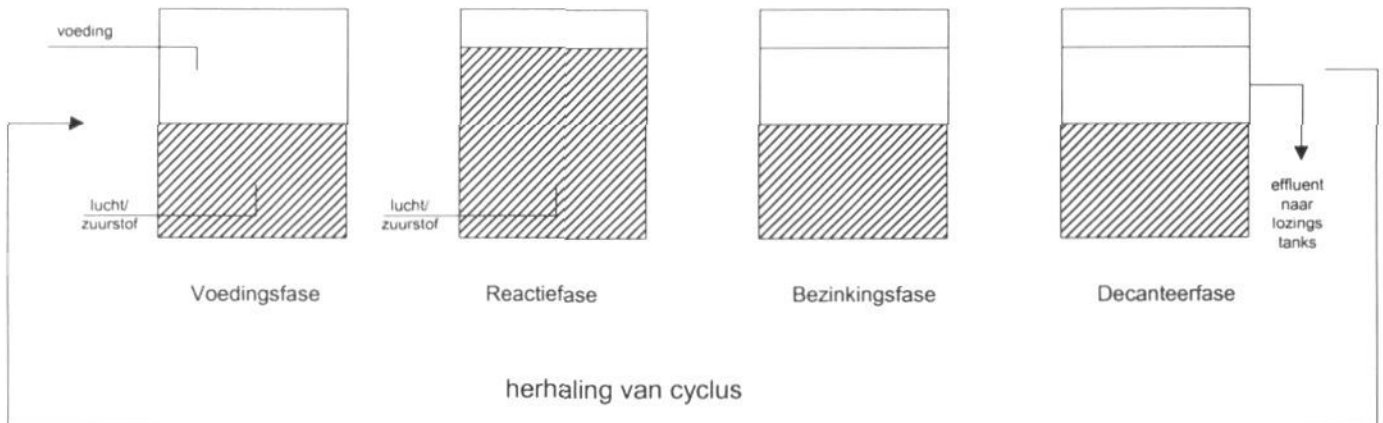 voeding
lucht/
zuurstof
Voedingsfase
lucht/
zuurstof
Reactiefase
Bezinkingsfase
effluent
naar
lozings
tanks
Decanteerfase
herhaling van cyclus